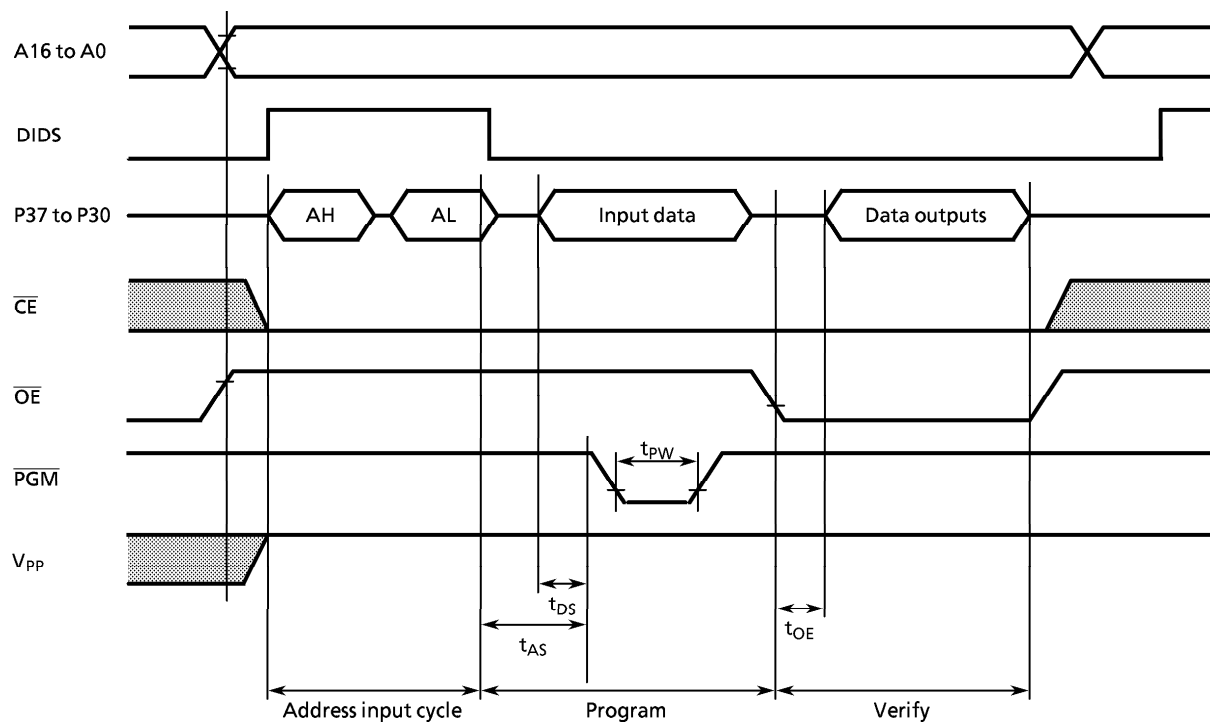 A16 to A0
DIDS
P37 to P30
AH
AL
Input data
Data outputs
CE
OE
tPW
PGM
VPP
tDS
tOE
tAS
Address input cycle
Program
Verify